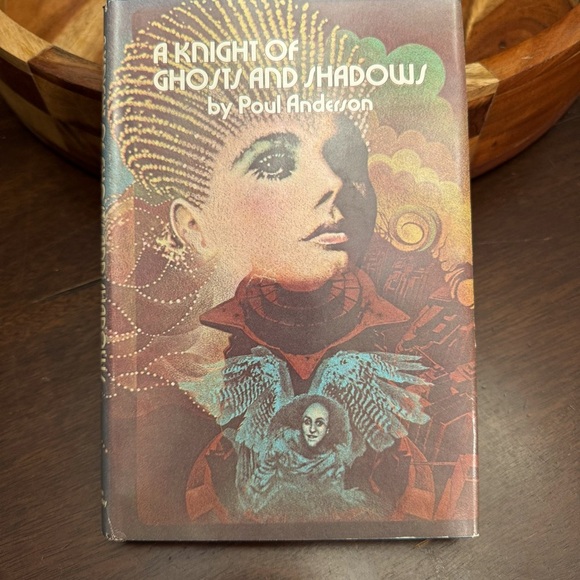 A KNIGHT OF
GHOSTS AND SHADOWS
by Poul Anderson